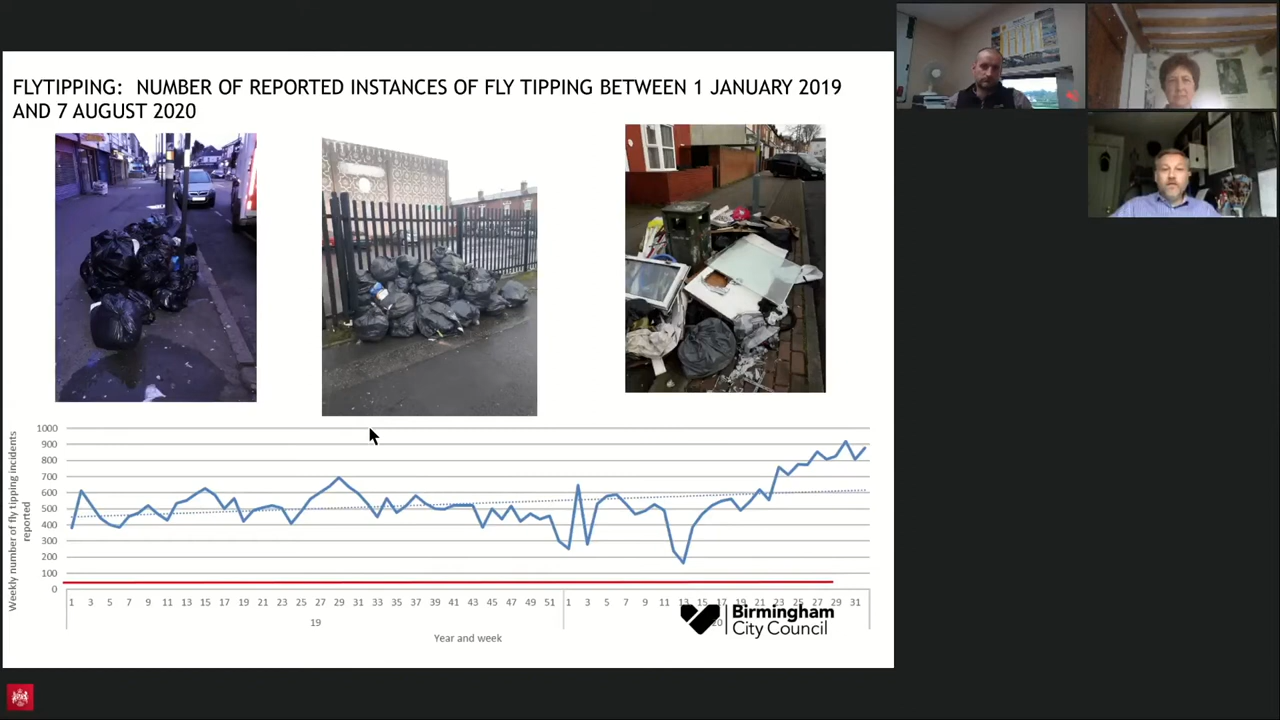 FLYTIPPING: NUMBER OF REPORTED INSTANCES OF FLY TIPPING BETWEEN 1 JANUARY 2019
AND 7 AUGUST 2020
Weekly number of fly tipping incidents
reported
1000
900
800
700
600
500
400
300
200
100
0
1 3 5 7 9 11 13 15 17 19 21 23 25 27 29 31 33 35 37 39 41 43 45 47 49 51 1 3 5 7 9 11 13 15 17 19 21 23 25 27 29 31
19
20
Year and week
Birmingham
City Council